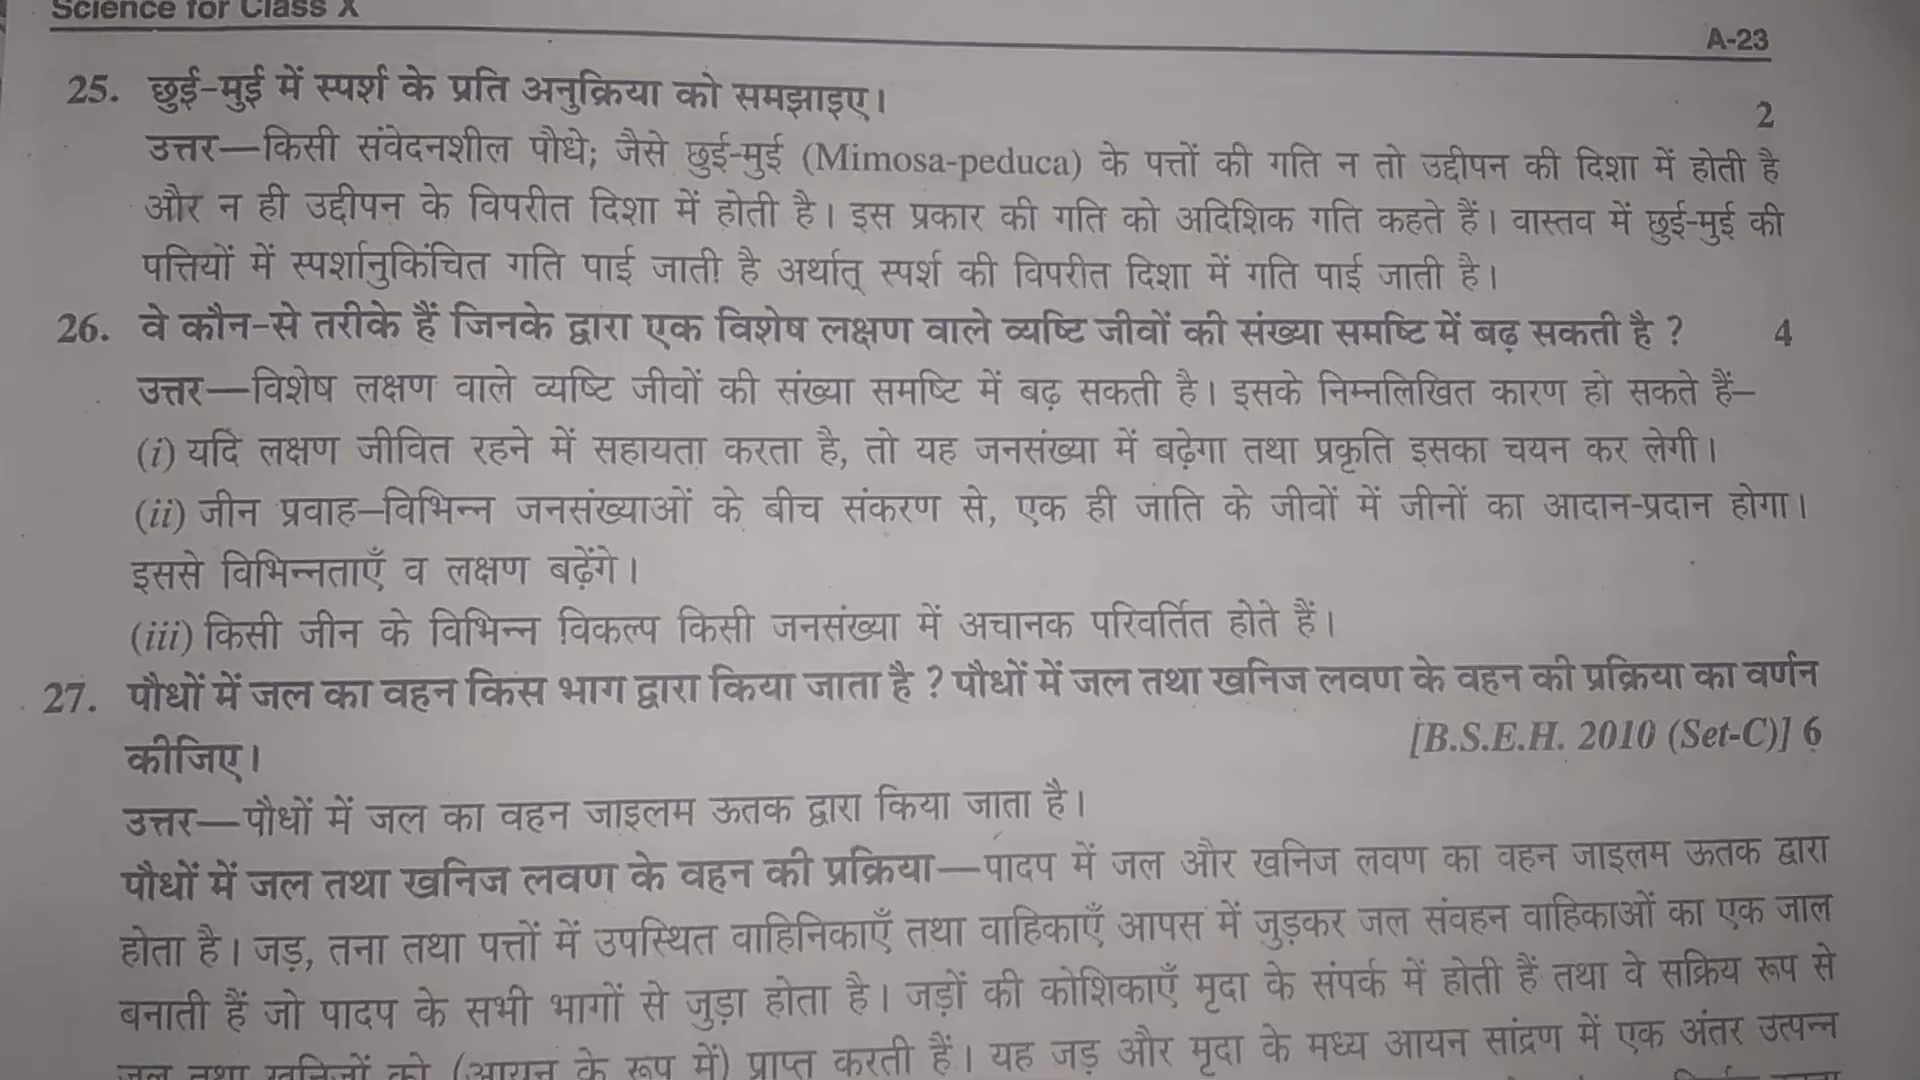 Science for Class X
A-23
25. छुई-मुई में स्पर्श के प्रति अनुक्रिया को समझाइए।
2
उत्तर—किसी संवेदनशील पौधे; जैसे छुई-मुई (Mimosa-peduca) के पत्तों की गति न तो उद्दीपन की दिशा में होती है
और न ही उद्दीपन के विपरीत दिशा में होती है। इस प्रकार की गति को अदिशिक गति कहते हैं। वास्तव में छुई-मुई की
पत्तियों में स्पर्शानुकिंचित गति पाई जाती है अर्थात् स्पर्श की विपरीत दिशा में गति पाई जाती है।
26. वे कौन-से तरीके हैं जिनके द्वारा एक विशेष लक्षण वाले व्यष्टि जीवों की संख्या समष्टि में बढ़ सकती है ? 4
उत्तर—विशेष लक्षण वाले व्यष्टि जीवों की संख्या समष्टि में बढ़ सकती है। इसके निम्नलिखित कारण हो सकते हैं–
(i) यदि लक्षण जीवित रहने में सहायता करता है, तो यह जनसंख्या में बढ़ेगा तथा प्रकृति इसका चयन कर लेगी।
(ii) जीन प्रवाह–विभिन्न जनसंख्याओं के बीच संकरण से, एक ही जाति के जीवों में जीनों का आदान-प्रदान होगा।
इससे विभिन्नताएँ व लक्षण बढ़ेंगे।
(iii) किसी जीन के विभिन्न विकल्प किसी जनसंख्या में अचानक परिवर्तित होते हैं।
27. पौधों में जल का वहन किस भाग द्वारा किया जाता है ? पौधों में जल तथा खनिज लवण के वहन की प्रक्रिया का वर्णन
कीजिए। [B.S.E.H. 2010 (Set-C)] 6
उत्तर—पौधों में जल का वहन जाइलम ऊतक द्वारा किया जाता है।
पौधों में जल तथा खनिज लवण के वहन की प्रक्रिया—पादप में जल और खनिज लवण का वहन जाइलम ऊतक द्वारा
होता है। जड़, तना तथा पत्तों में उपस्थित वाहिनिकाएँ तथा वाहिकाएँ आपस में जुड़कर जल संवहन वाहिकाओं का एक जाल
बनाती हैं जो पादप के सभी भागों से जुड़ा होता है। जड़ों की कोशिकाएँ मृदा के संपर्क में होती हैं तथा वे सक्रिय रूप से
जल तथा खनिजों को (आयन के रूप में) प्राप्त करती हैं। यह जड़ और मृदा के मध्य आयन सांद्रण में एक अंतर उत्पन्न